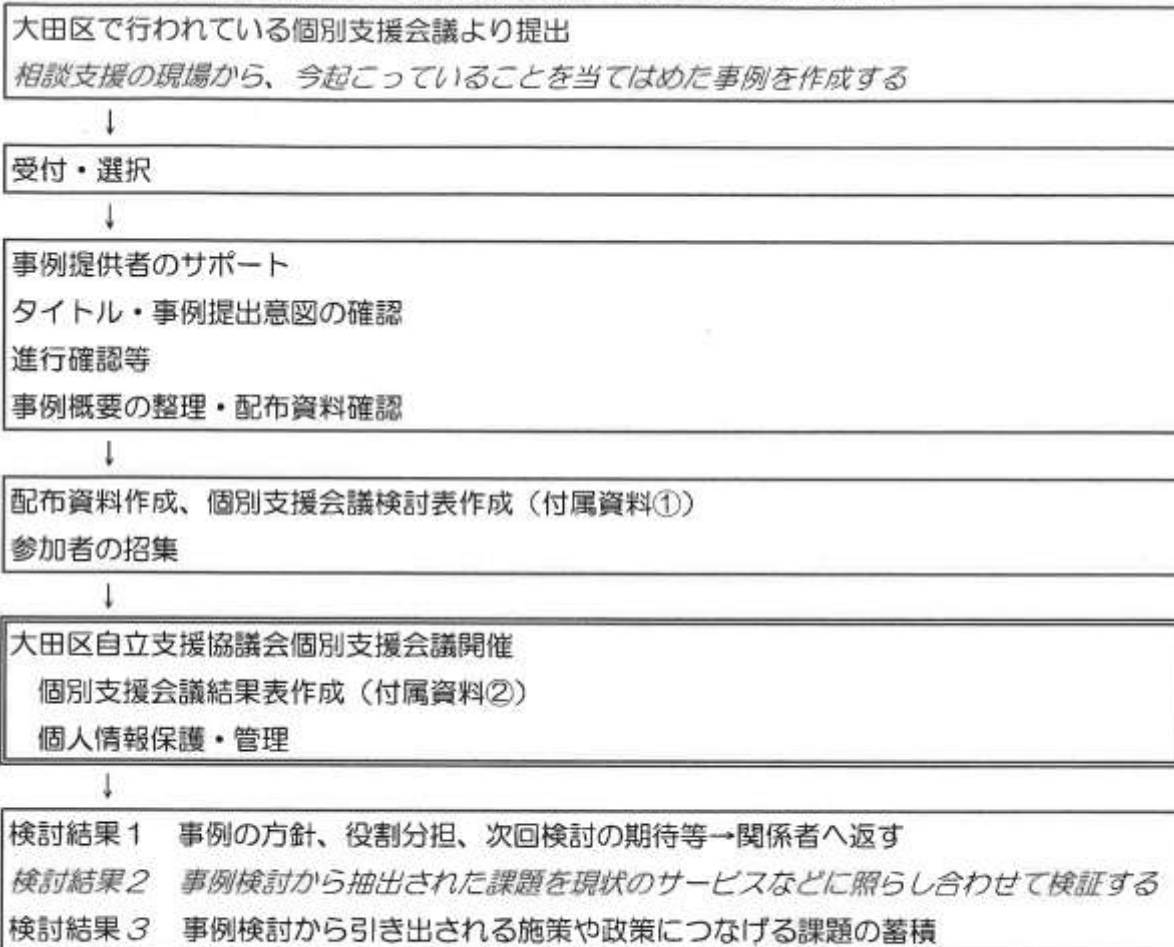 大田区で行われている個別支援会議より提出
相談支援の現場から、今起こっていることを当てはめた事例を作成する
↓
受付・選択
↓
事例提供者のサポート
タイトル・事例提出意図の確認
進行確認等
事例概要の整理・配布資料確認
↓
配布資料作成、個別支援会議検討表作成（付属資料①）
参加者の招集
↓
大田区自立支援協議会個別支援会議開催
個別支援会議結果表作成（付属資料②）
個人情報保護・管理
↓
検討結果１　事例の方針、役割分担、次回検討の期待等→関係者へ返す
検討結果２　事例検討から抽出された課題を現状のサービスなどに照らし合わせて検証する
検討結果３　事例検討から引き出される施策や政策につなげる課題の蓄積